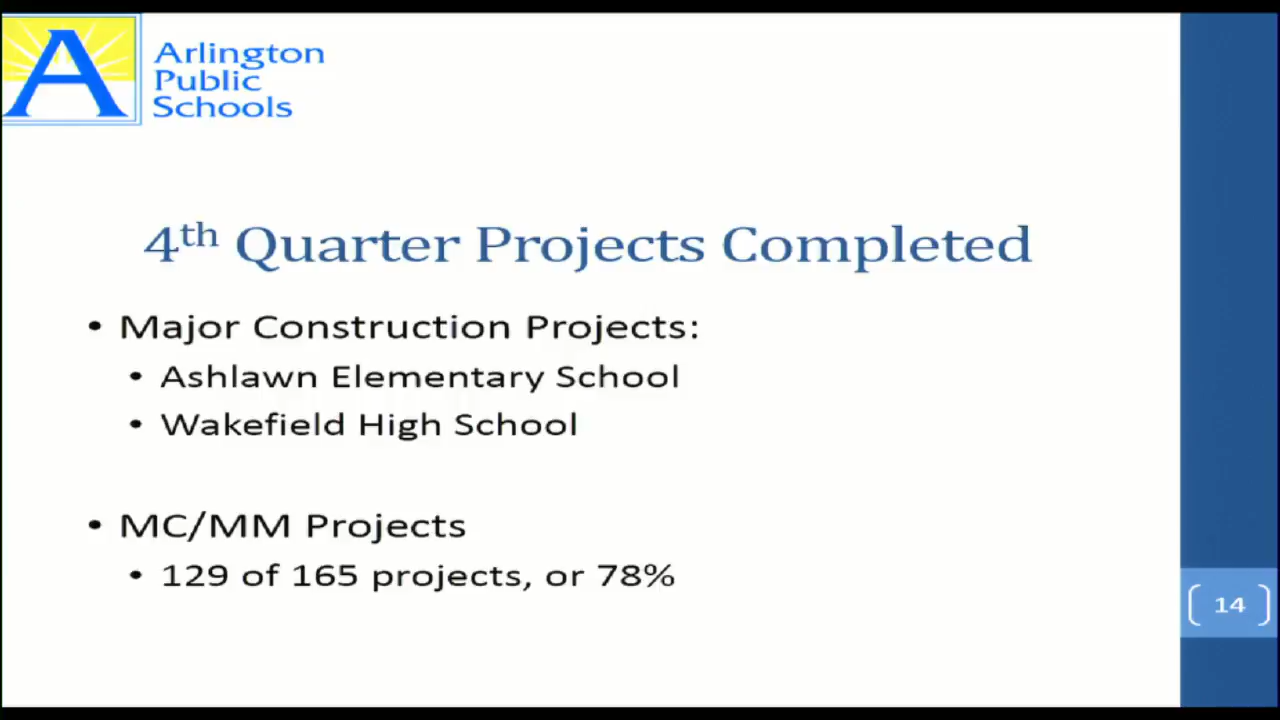 A
Arlington
Public
Schools
4th Quarter Projects Completed
• Major Construction Projects:
• Ashlawn Elementary School
• Wakefield High School
• MC/MM Projects
• 129 of 165 projects, or 78%
14